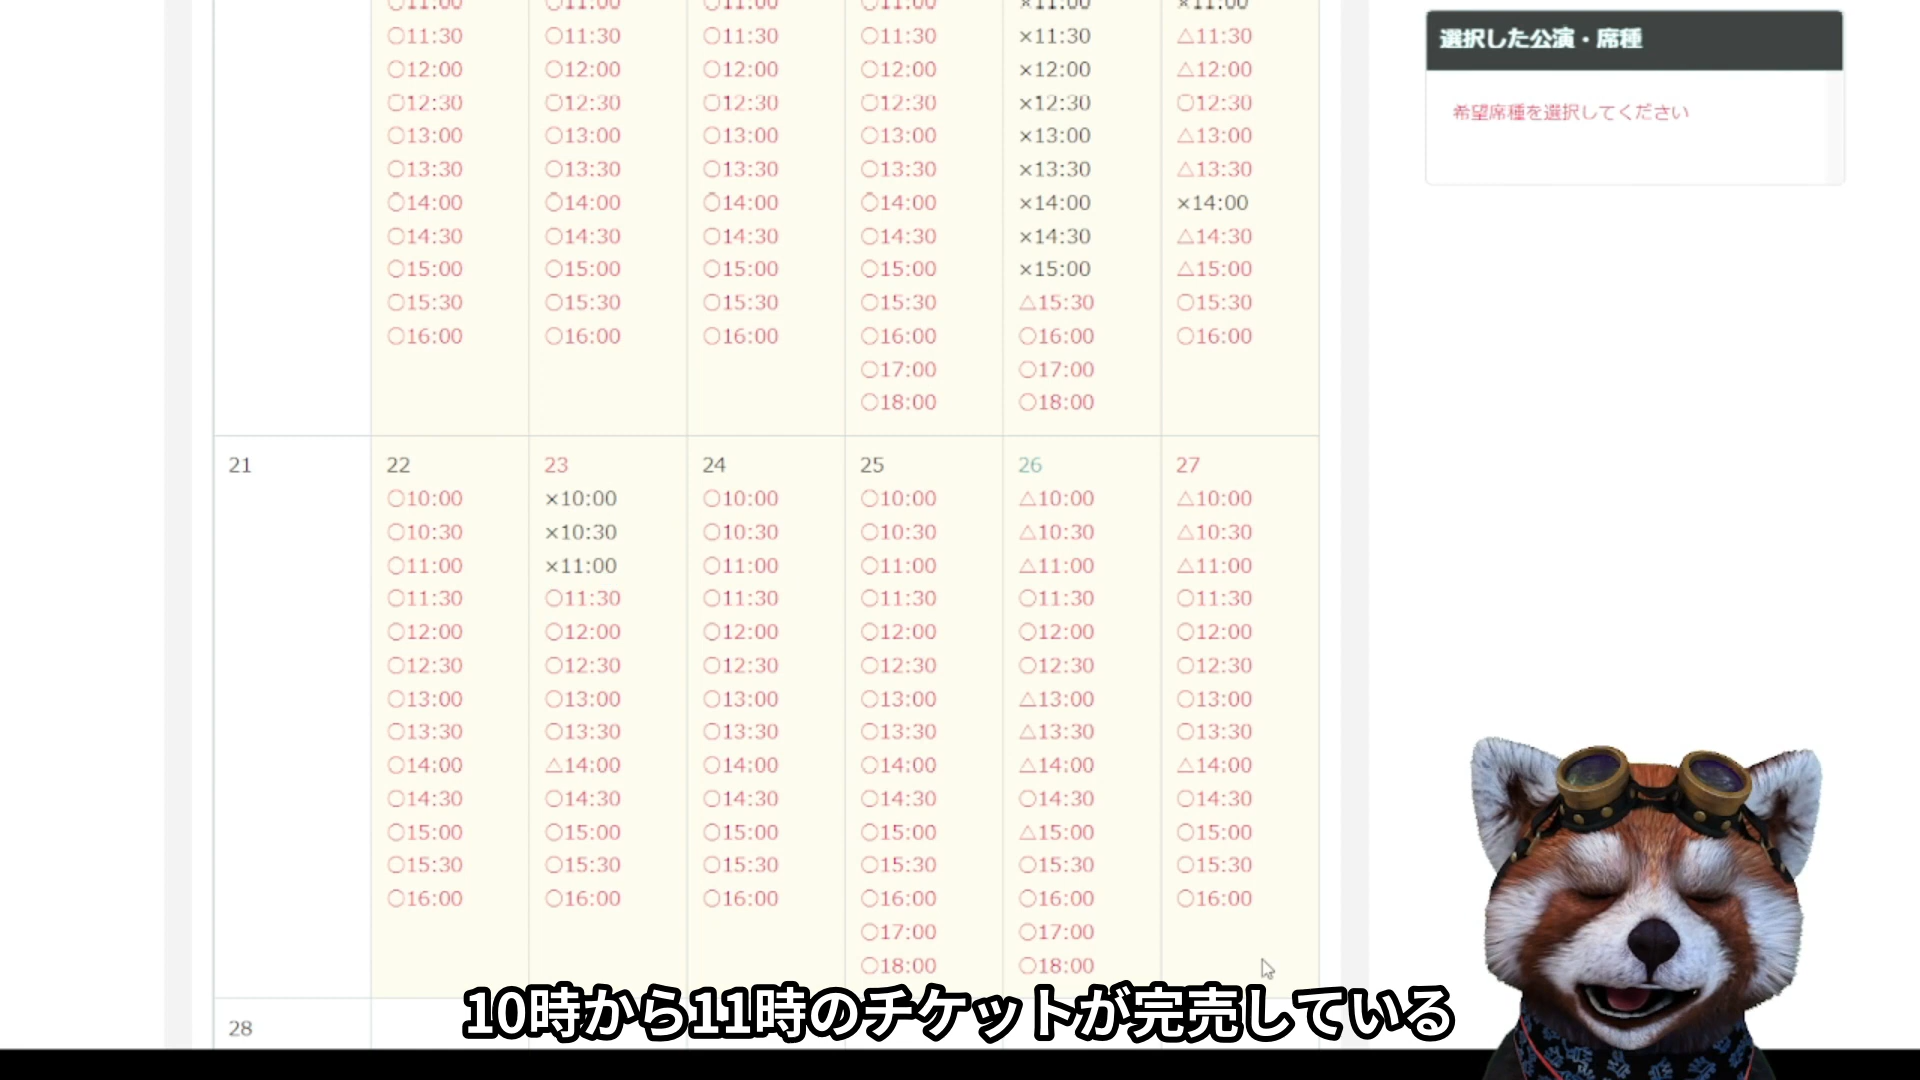 ○11:00 ○11:00 ○11:00 ○11:00 ×11:00 ×11:00
○11:30 ○11:30 ○11:30 ○11:30 ×11:30 △11:30
○12:00 ○12:00 ○12:00 ○12:00 ×12:00 △12:00
○12:30 ○12:30 ○12:30 ○12:30 ×12:30 ○12:30
○13:00 ○13:00 ○13:00 ○13:00 ×13:00 △13:00
○13:30 ○13:30 ○13:30 ○13:30 ×13:30 △13:30
○14:00 ○14:00 ○14:00 ○14:00 ×14:00 ×14:00
○14:30 ○14:30 ○14:30 ○14:30 ×14:30 △14:30
○15:00 ○15:00 ○15:00 ○15:00 ×15:00 △15:00
○15:30 ○15:30 ○15:30 ○15:30 △15:30 ○15:30
○16:00 ○16:00 ○16:00 ○16:00 ○16:00 ○16:00
○17:00 ○17:00
○18:00 ○18:00
21 22 23 24 25 26 27
○10:00 ×10:00 ○10:00 ○10:00 △10:00 △10:00
○10:30 ×10:30 ○10:30 ○10:30 △10:30 △10:30
○11:00 ×11:00 ○11:00 ○11:00 △11:00 △11:00
○11:30 ○11:30 ○11:30 ○11:30 ○11:30 ○11:30
○12:00 ○12:00 ○12:00 ○12:00 ○12:00 ○12:00
○12:30 ○12:30 ○12:30 ○12:30 ○12:30 ○12:30
○13:00 ○13:00 ○13:00 ○13:00 △13:00 ○13:00
○13:30 ○13:30 ○13:30 ○13:30 △13:30 ○13:30
○14:00 △14:00 ○14:00 ○14:00 △14:00 △14:00
○14:30 ○14:30 ○14:30 ○14:30 ○14:30 ○14:30
○15:00 ○15:00 ○15:00 ○15:00 △15:00 ○15:00
○15:30 ○15:30 ○15:30 ○15:30 ○15:30 ○15:30
○16:00 ○16:00 ○16:00 ○16:00 ○16:00 ○16:00
○17:00 ○17:00
○18:00 ○18:00
28
選択した公演・席種
希望席種を選択してください
10時から11時のチケットが完売している